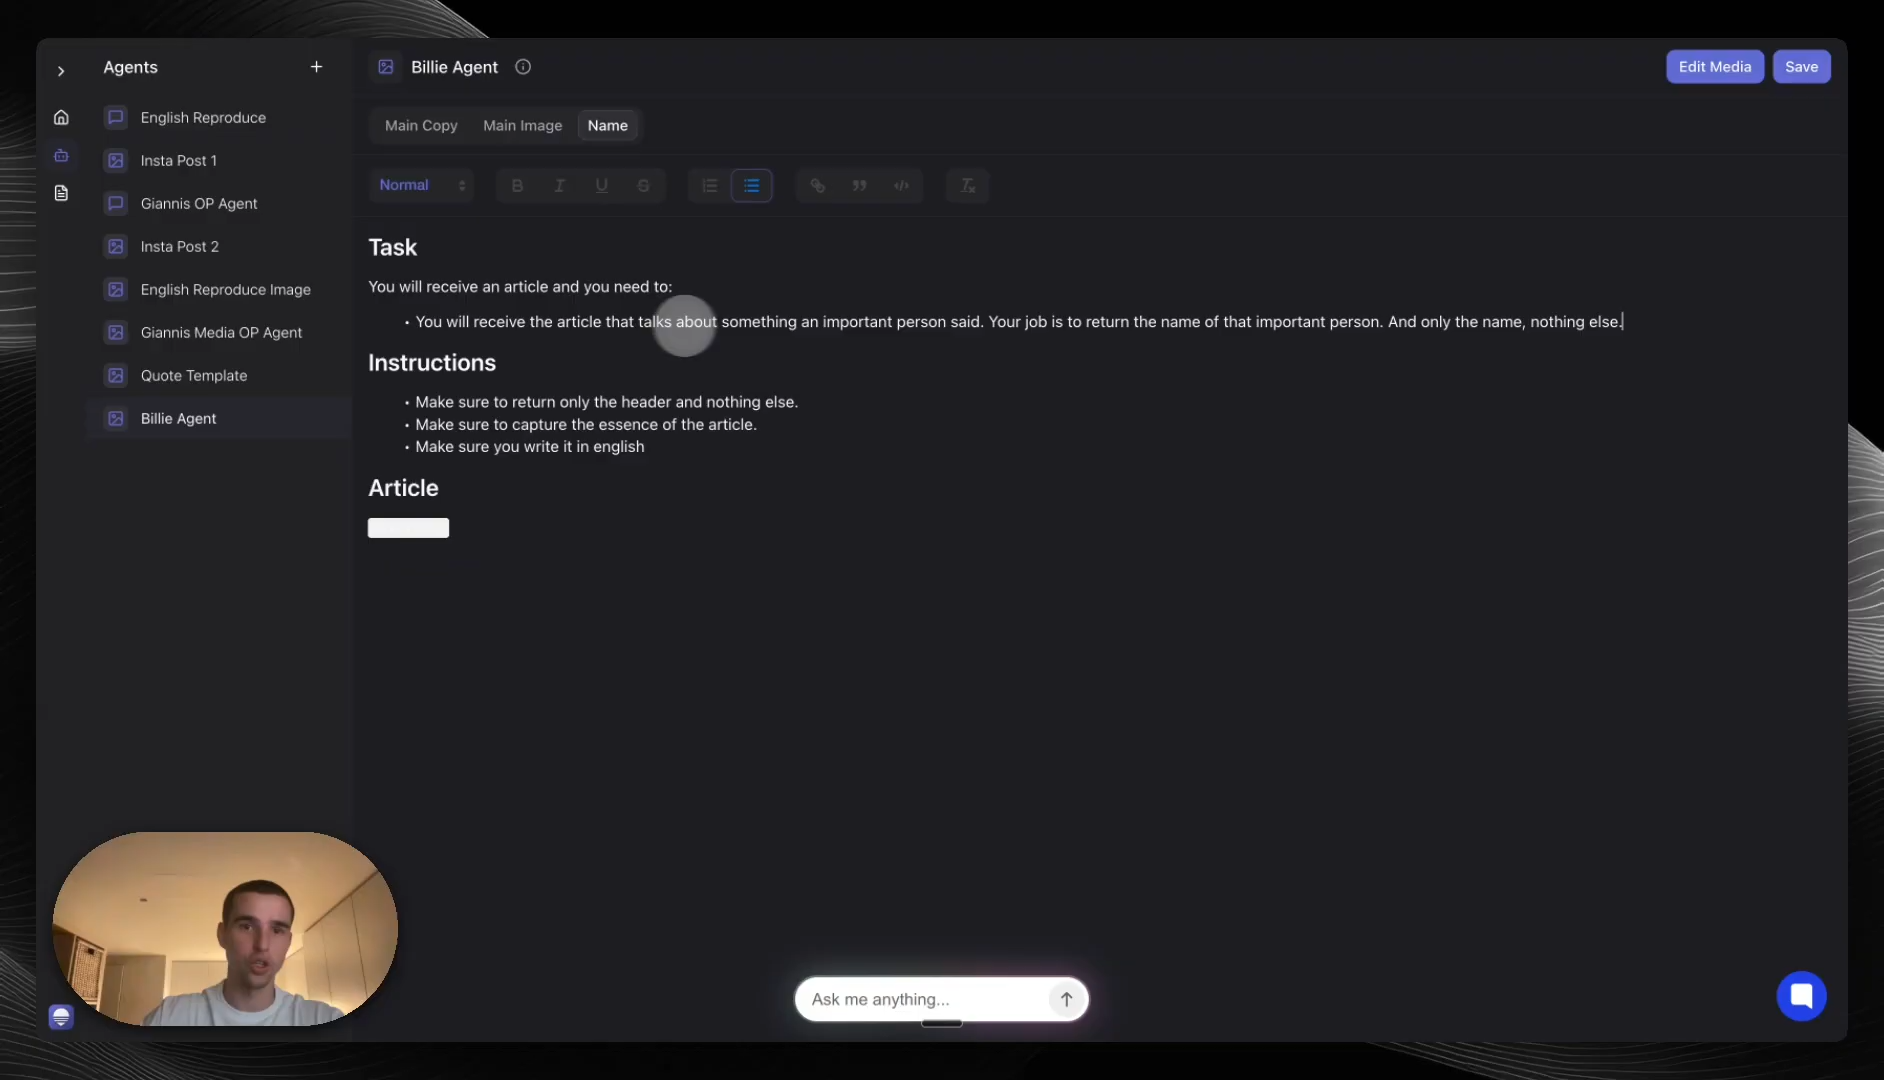 Agents
English Reproduce
Insta Post 1
Giannis OP Agent
Insta Post 2
English Reproduce Image
Giannis Media OP Agent
Quote Template
Billie Agent
Billie Agent
Edit Media
Save
Main Copy
Main Image
Name
Normal
B I U S
Task
You will receive an article and you need to:
• You will receive the article that talks about something an important person said. Your job is to return the name of that important person. And only the name, nothing else.
Instructions
• Make sure to return only the header and nothing else.
• Make sure to capture the essence of the article.
• Make sure you write it in english
Article
Ask me anything...